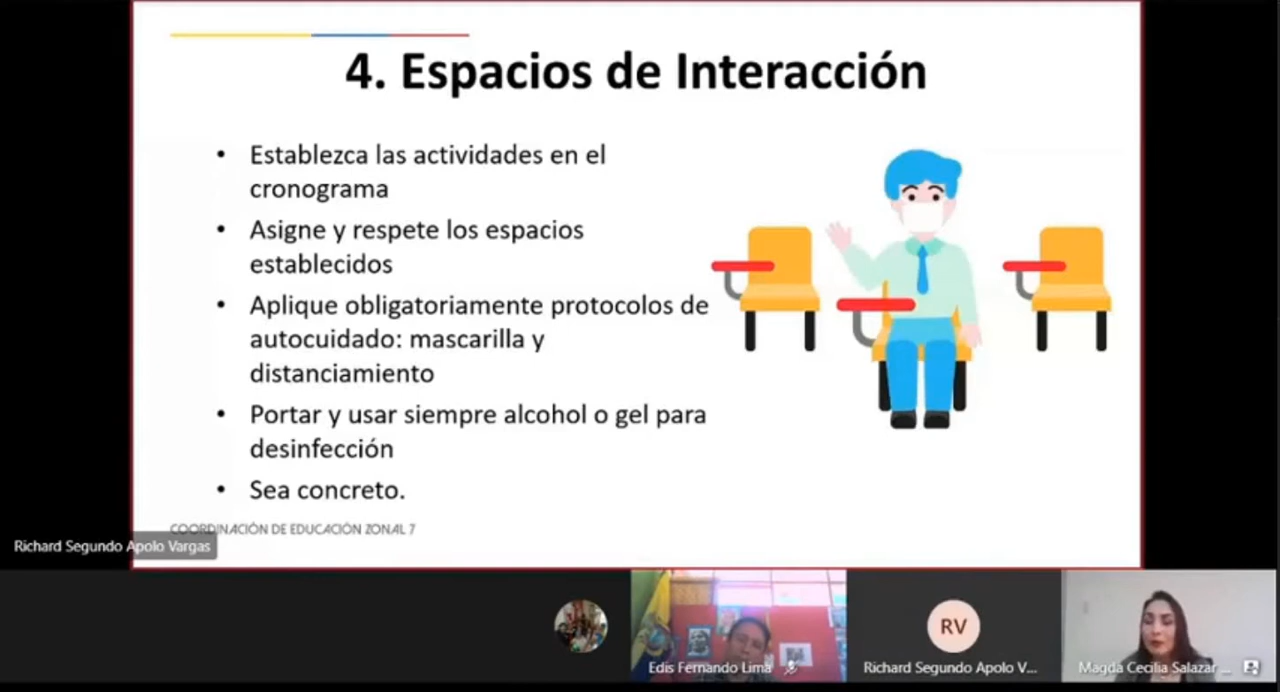 4. Espacios de Interacción
• Establezca las actividades en el
cronograma
• Asigne y respete los espacios
establecidos
• Aplique obligatoriamente protocolos de
autocuidado: mascarilla y
distanciamiento
• Portar y usar siempre alcohol o gel para
desinfección
• Sea concreto.
COORDINACIÓN DE EDUCACIÓN ZONAL 7
Richard Segundo Apolo Vargas
Edis Fernando Lima
RV
Richard Segundo Apolo V...
Magda Cecilia Salazar ...